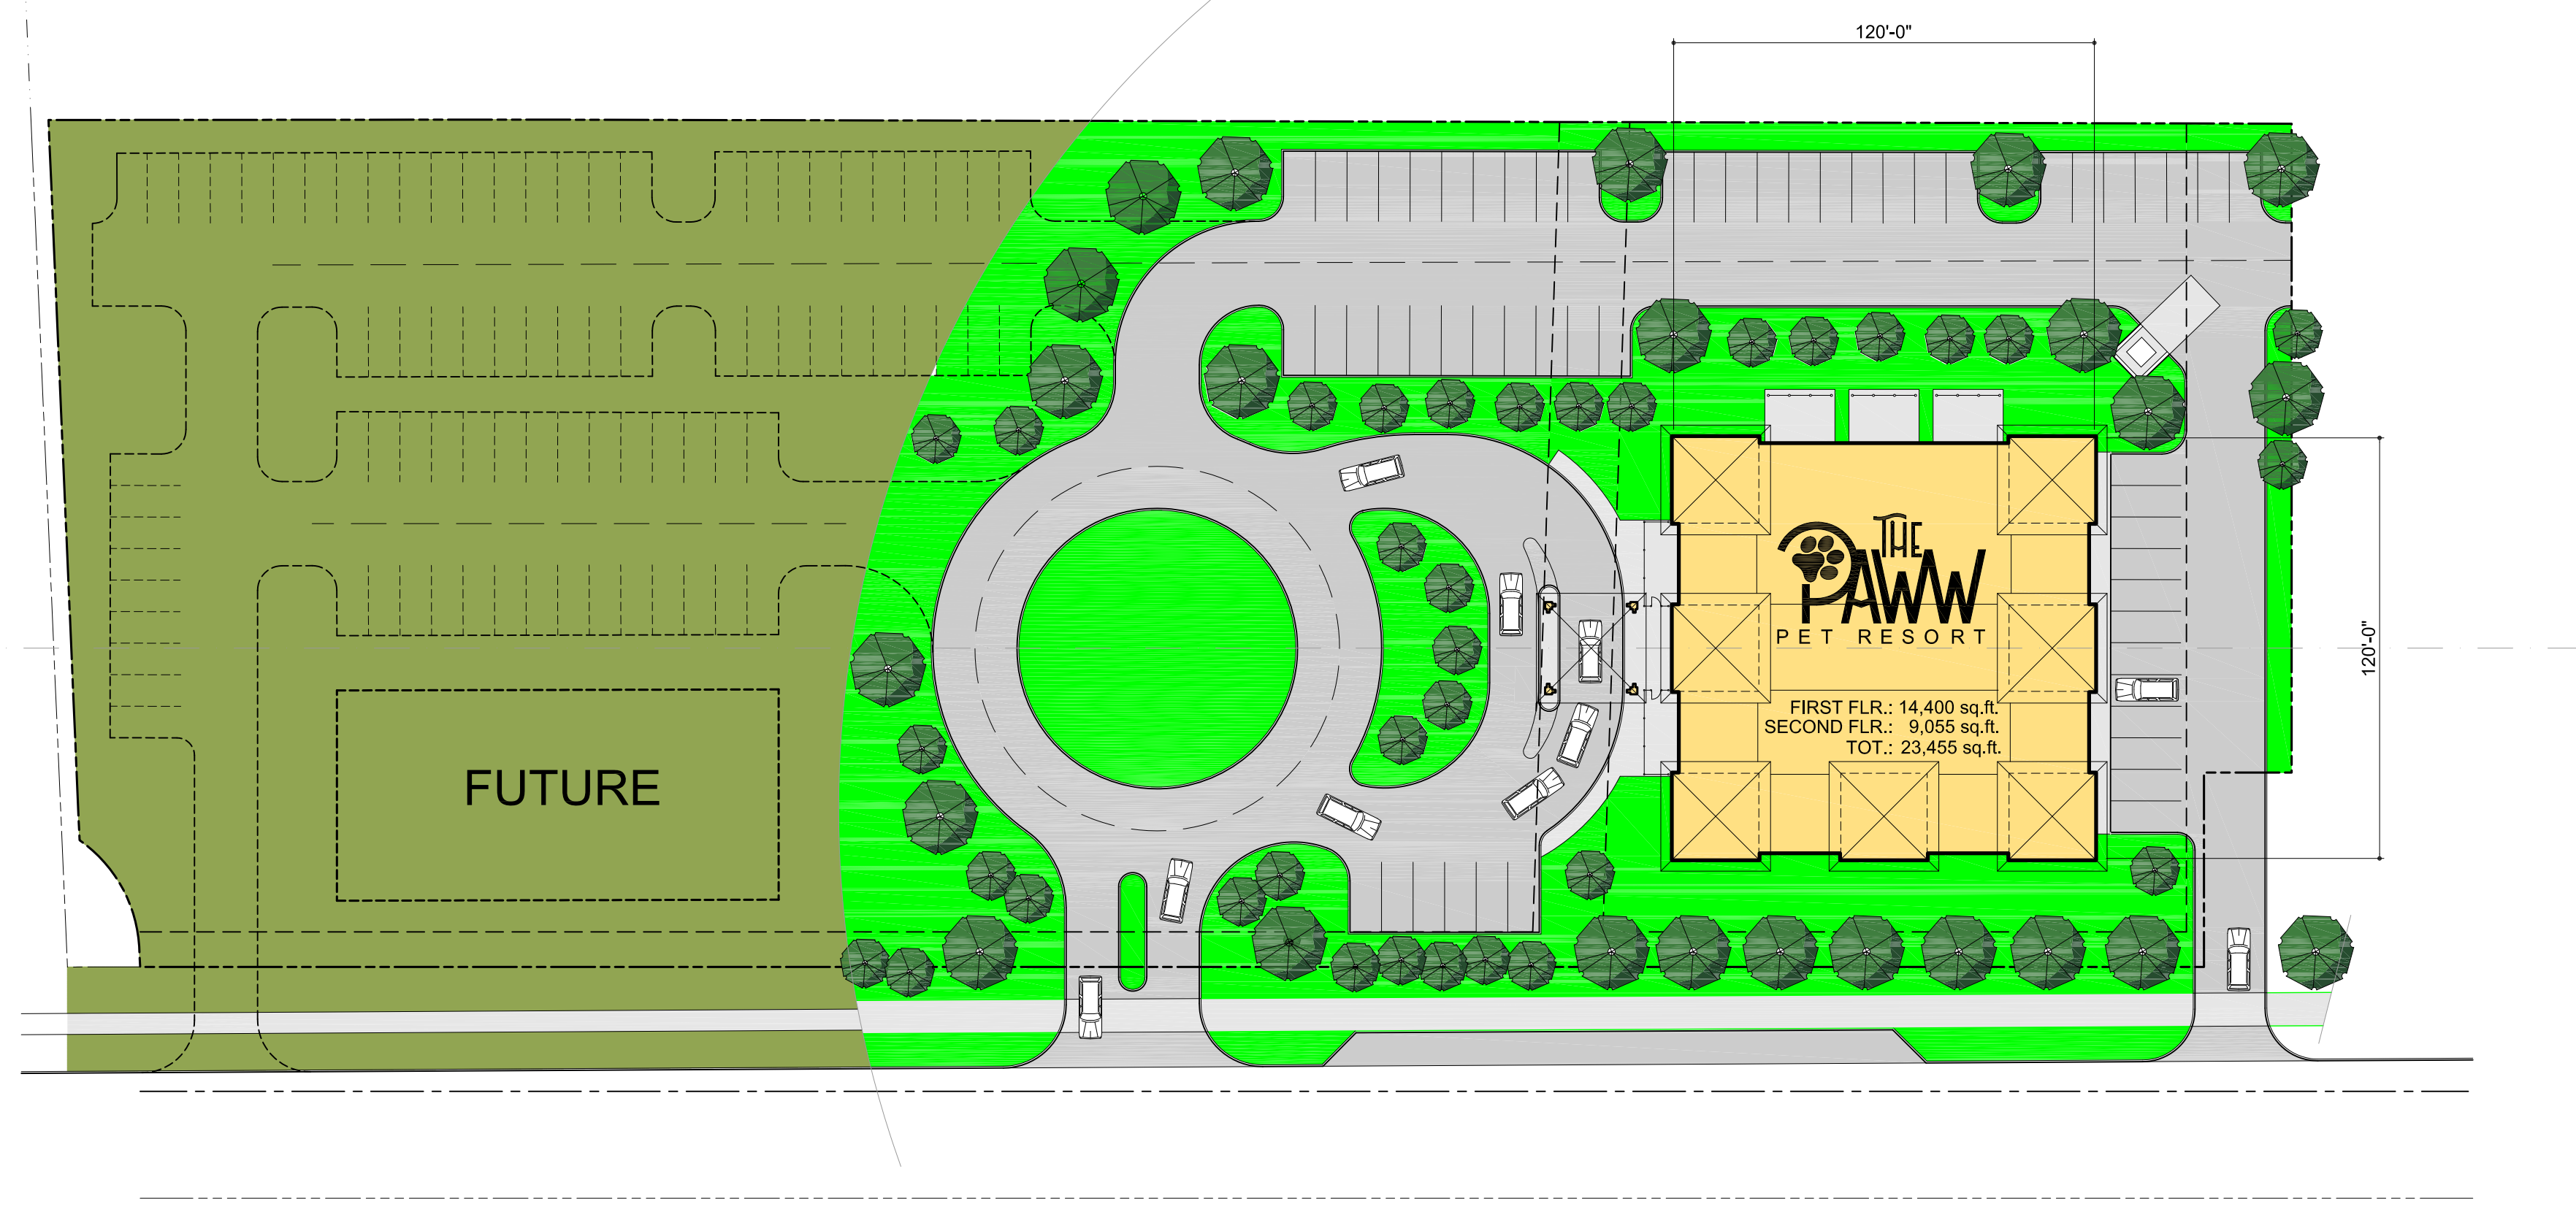 120'-0"
THE
PAWW
PET RESORT
120'-0"
FIRST FLR.: 14,400 sq.ft.
SECOND FLR.: 9,055 sq.ft.
TOT.: 23,455 sq.ft.
FUTURE